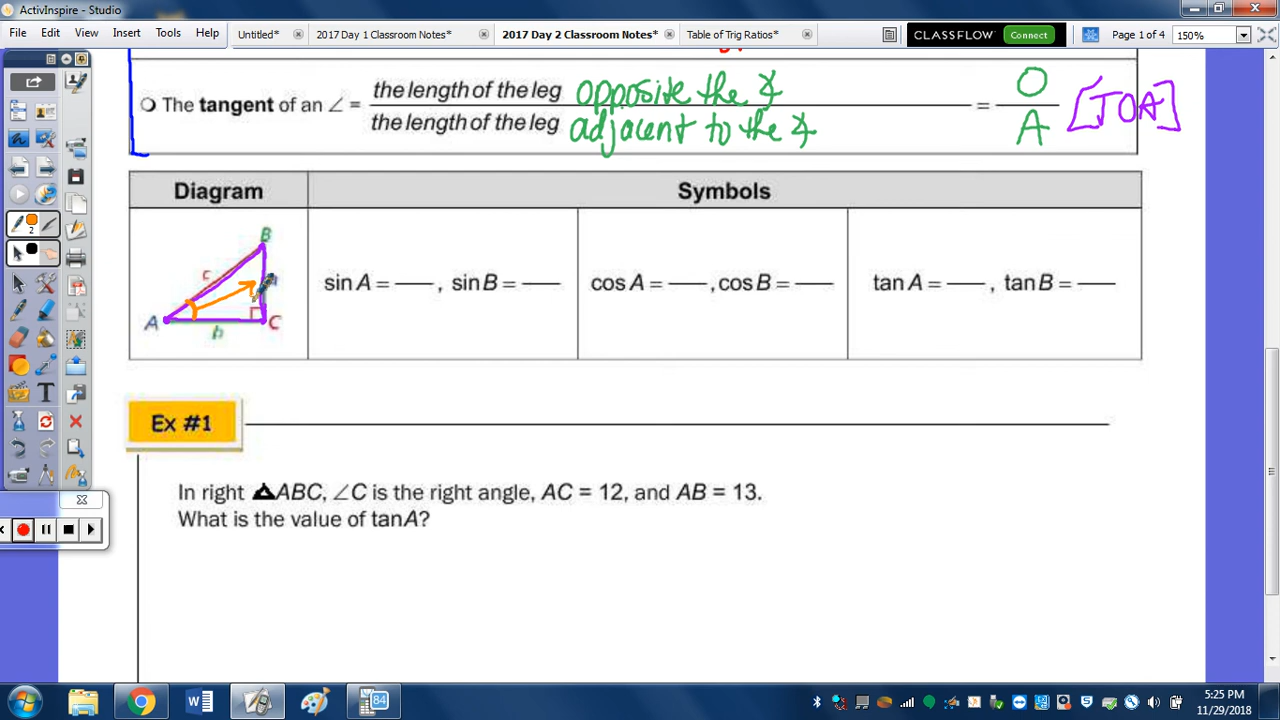 ActivInspire - Studio
File Edit View Insert Tools Help Untitled* 2017 Day 1 Classroom Notes* 2017 Day 2 Classroom Notes* Table of Trig Ratios* CLASSFLOW Connect Page 1 of 4 150%
The tangent of an ∠ = the length of the leg opposite the ∡ = O [TOA]
the length of the leg adjacent to the ∡ A
Diagram Symbols
B
c
A C
b
sin A = — , sin B = — cos A = — , cos B = — tan A = — , tan B = —
Ex #1
In right △ABC, ∠C is the right angle, AC = 12, and AB = 13.
What is the value of tan A?
2
T
84
5:25 PM
11/29/2018